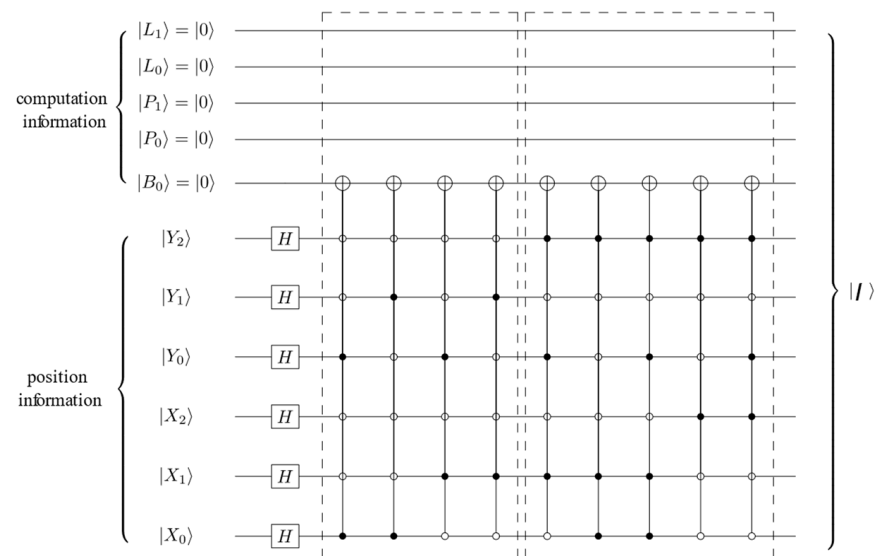 |L₁⟩ = |0⟩
|L₀⟩ = |0⟩
computation
information
|P₁⟩ = |0⟩
|P₀⟩ = |0⟩
|B₀⟩ = |0⟩
|Y₂⟩ H
|Y₁⟩ H
|I⟩
|Y₀⟩ H
position
information
|X₂⟩ H
|X₁⟩ H
|X₀⟩ H